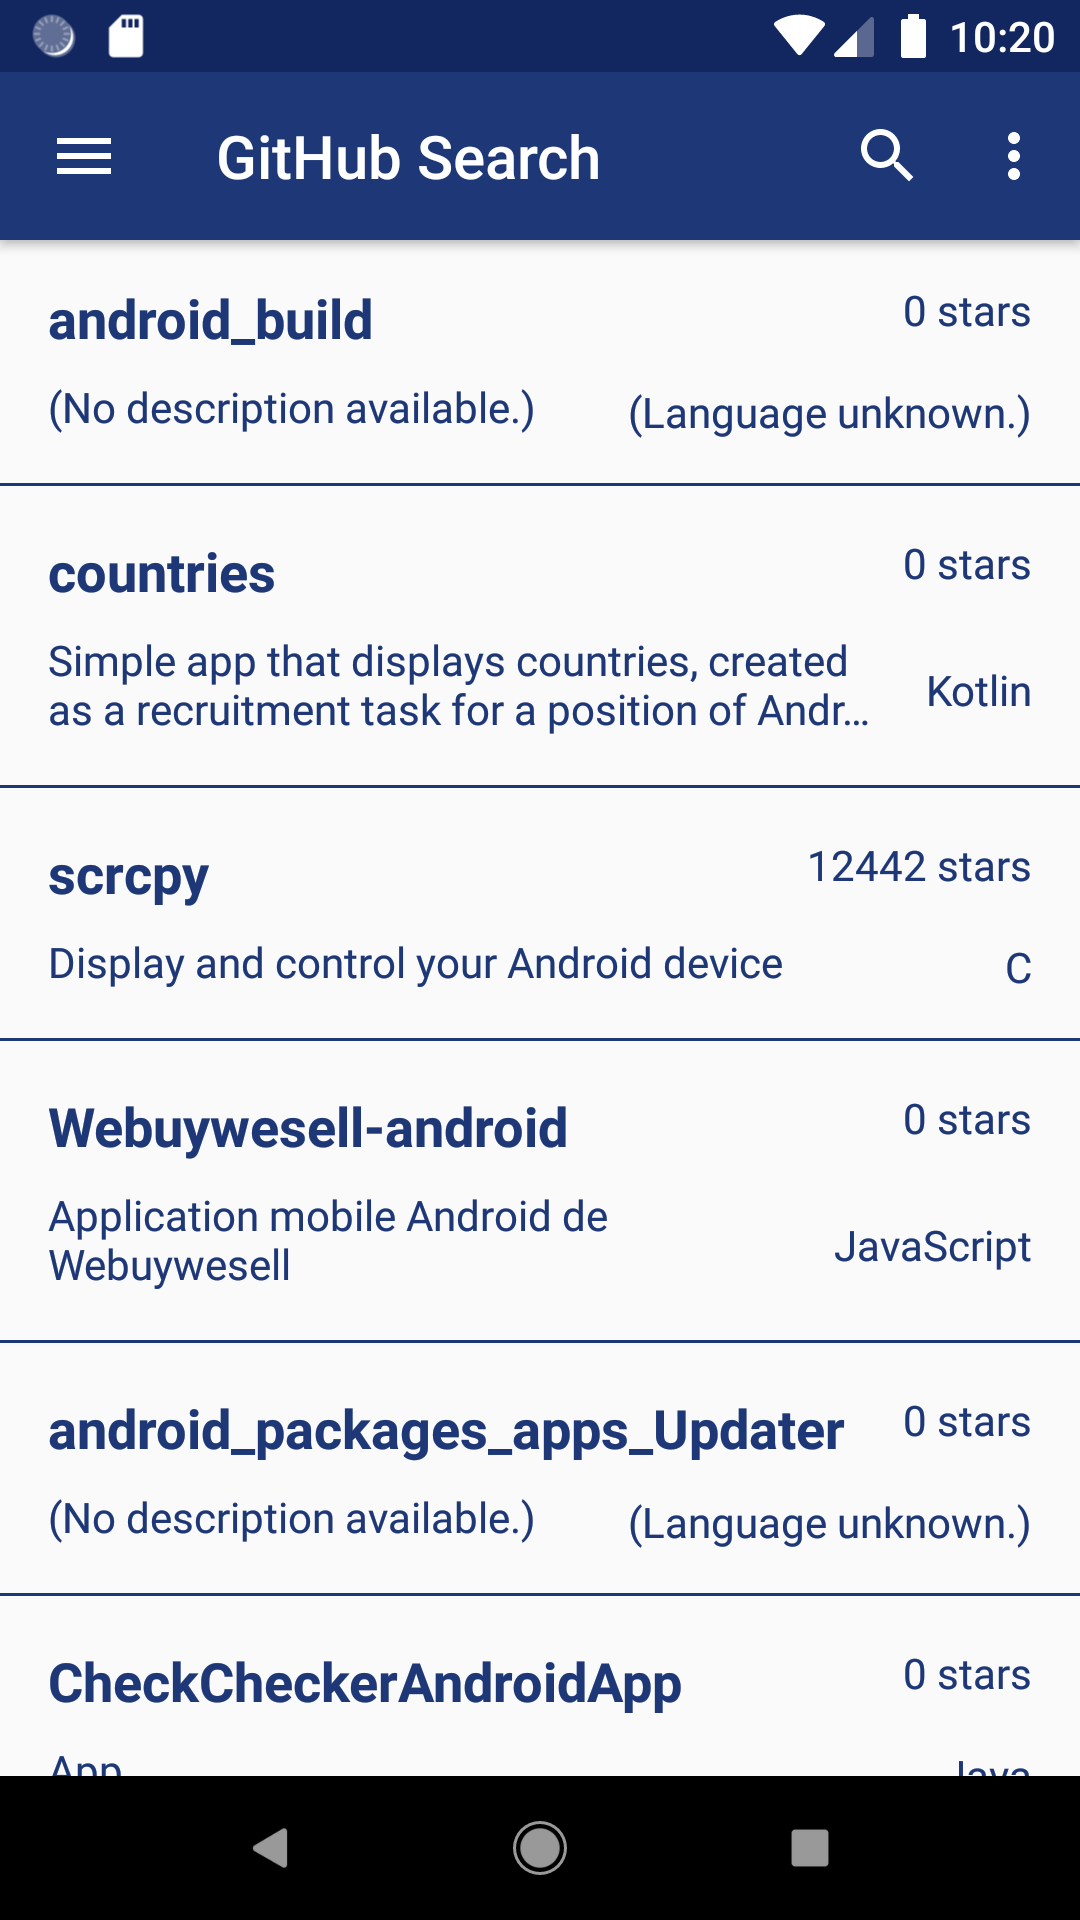 10:20
GitHub Search
android_build
0 stars
(No description available.)
(Language unknown.)
countries
0 stars
Simple app that displays countries, created
as a recruitment task for a position of Andr...
Kotlin
scrcpy
12442 stars
Display and control your Android device
C
Webuywesell-android
0 stars
Application mobile Android de
Webuywesell
JavaScript
android_packages_apps_Updater
0 stars
(No description available.)
(Language unknown.)
CheckCheckerAndroidApp
0 stars
App
Java